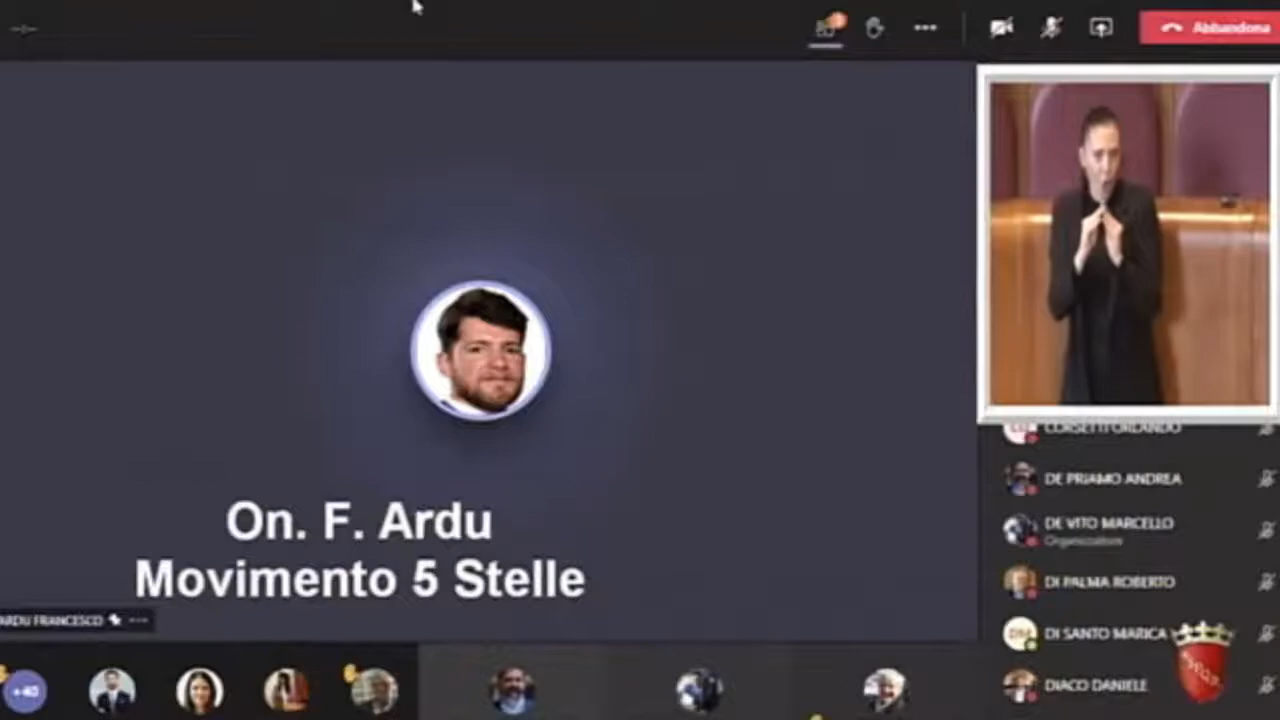 Abbandona
CORSETTI ORLANDO
DE PRIAMO ANDREA
DE VITO MARCELLO
Organizzatore
DI PALMA ROBERTO
DI SANTO MARICA
DIACO DANIELE
On. F. Ardu
Movimento 5 Stelle
ARDU FRANCESCO
+40